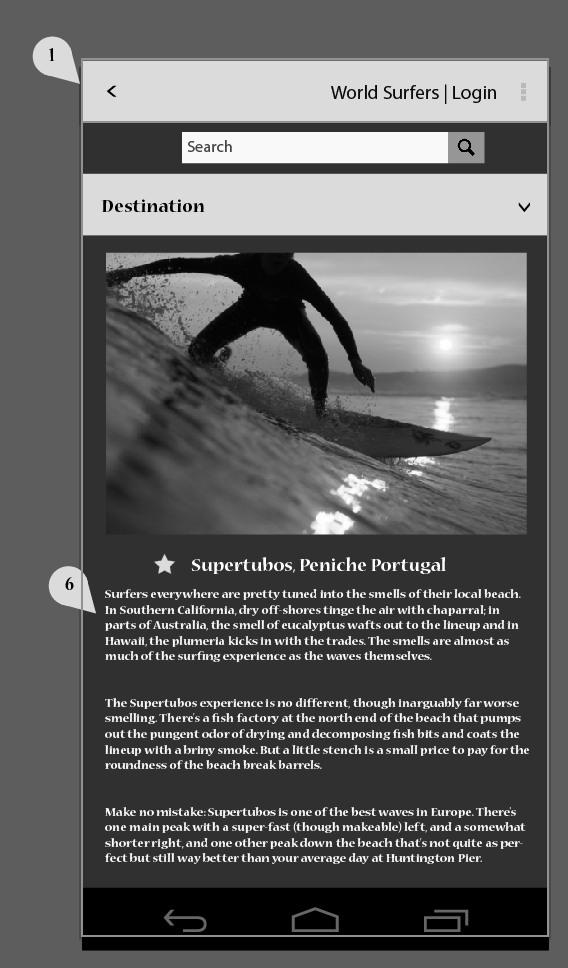 1
World Surfers | Login
Search
Destination
Supertubos, Peniche Portugal
6
Surfers everywhere are pretty tuned into the smells of their local beach.
In Southern California, dry off-shores tinge the air with chaparral; in
parts of Australia, the smell of eucalyptus wafts out to the lineup and in
Hawaii, the plumeria kicks in with the trades. The smells are almost as
much of the surfing experience as the waves themselves.
The Supertubos experience is no different, though inarguably far worse
smelling. There's a fish factory at the north end of the beach that pumps
out the pungent odor of drying and decomposing fish bits and coats the
lineup with a briny smoke. But a little stench is a small price to pay for the
roundness of the beach break barrels.
Make no mistake: Supertubos is one of the best waves in Europe. There's
one main peak with a super-fast (though makeable) left, and a somewhat
shorter right, and one other peak down the beach that's not quite as per-
fect but still way better than your average day at Huntington Pier.